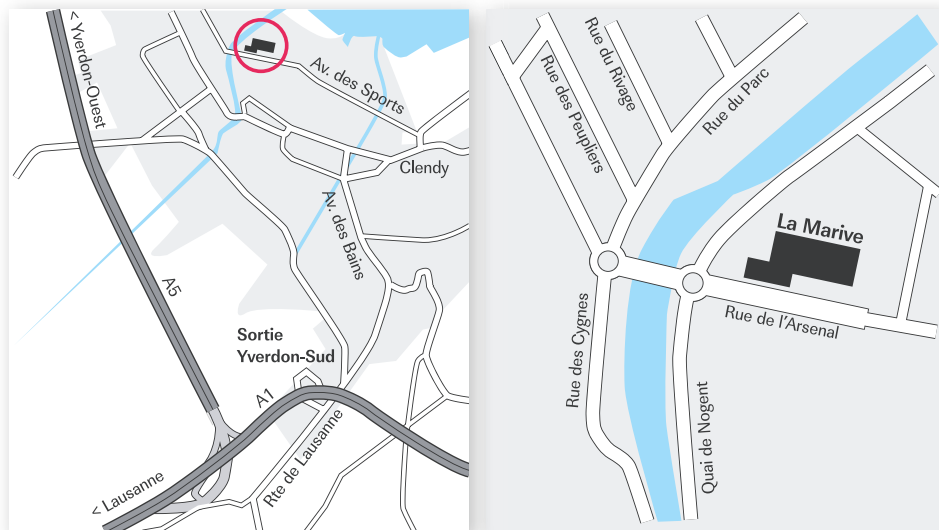 < Yverdon-Ouest
Av. des Sports
Clendy
Av. des Bains
A5
Sortie
Yverdon-Sud
A1
Rte de Lausanne
< Lausanne
Rue du Rivage
Rue des Peupliers
Rue du Parc
La Marive
Rue de l'Arsenal
Rue des Cygnes
Quai de Nogent